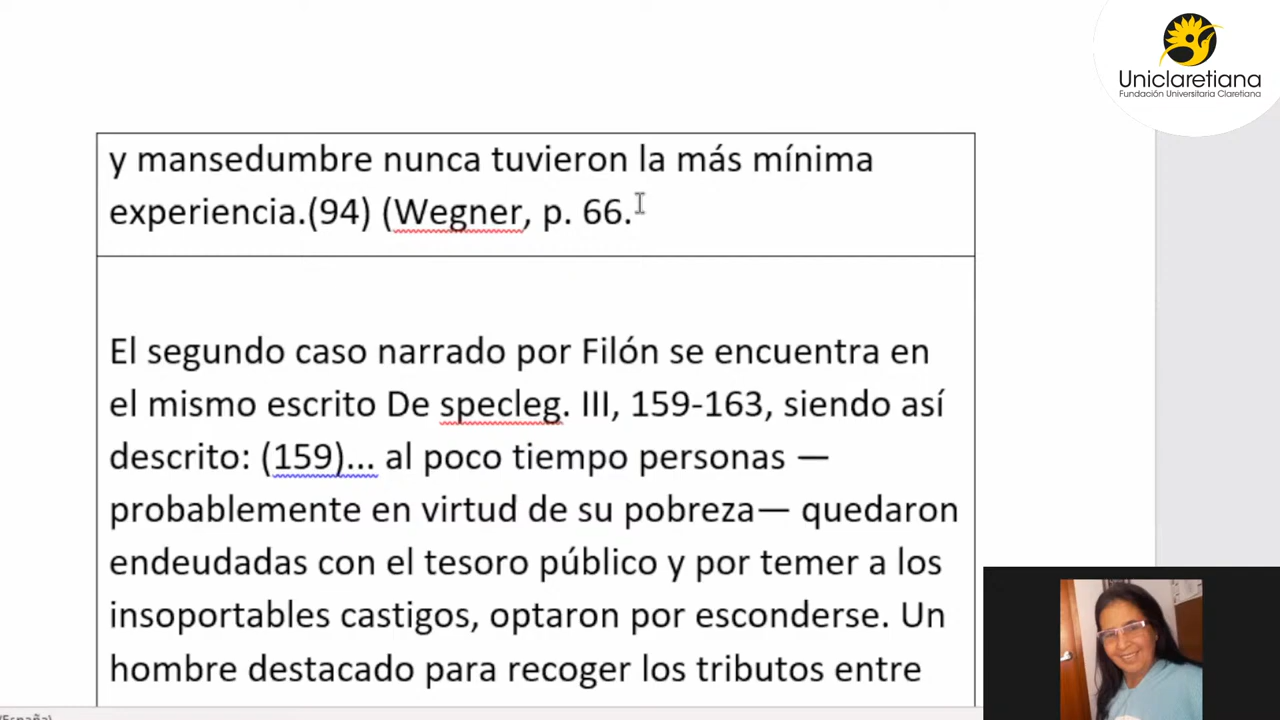 Uniclaretiana
Fundación Universitaria Claretiana
y mansedumbre nunca tuvieron la más mínima
experiencia.(94) (Wegner, p. 66.
El segundo caso narrado por Filón se encuentra en
el mismo escrito De specleg. III, 159-163, siendo así
descrito: (159)... al poco tiempo personas —
probablemente en virtud de su pobreza— quedaron
endeudadas con el tesoro público y por temer a los
insoportables castigos, optaron por esconderse. Un
hombre destacado para recoger los tributos entre
(España)